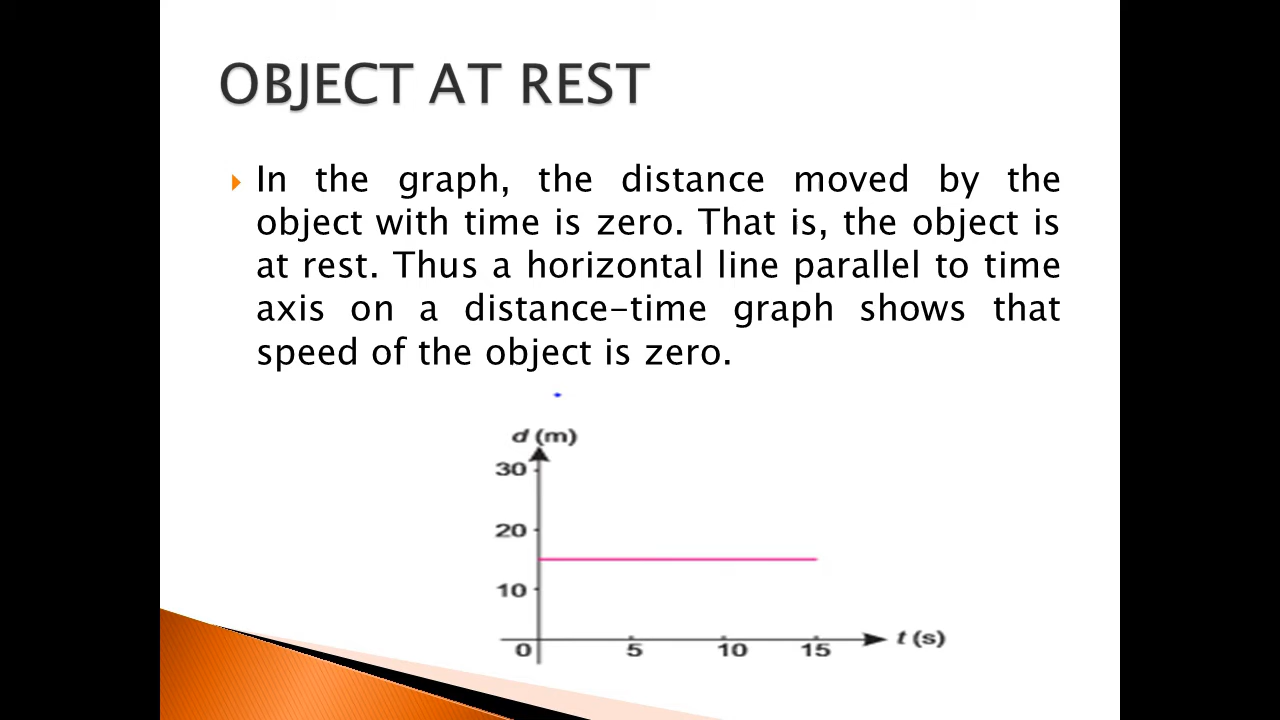 OBJECT AT REST
In the graph, the distance moved by the
object with time is zero. That is, the object is
at rest. Thus a horizontal line parallel to time
axis on a distance-time graph shows that
speed of the object is zero.
d (m)
30
20
10
0 5 10 15 t (s)